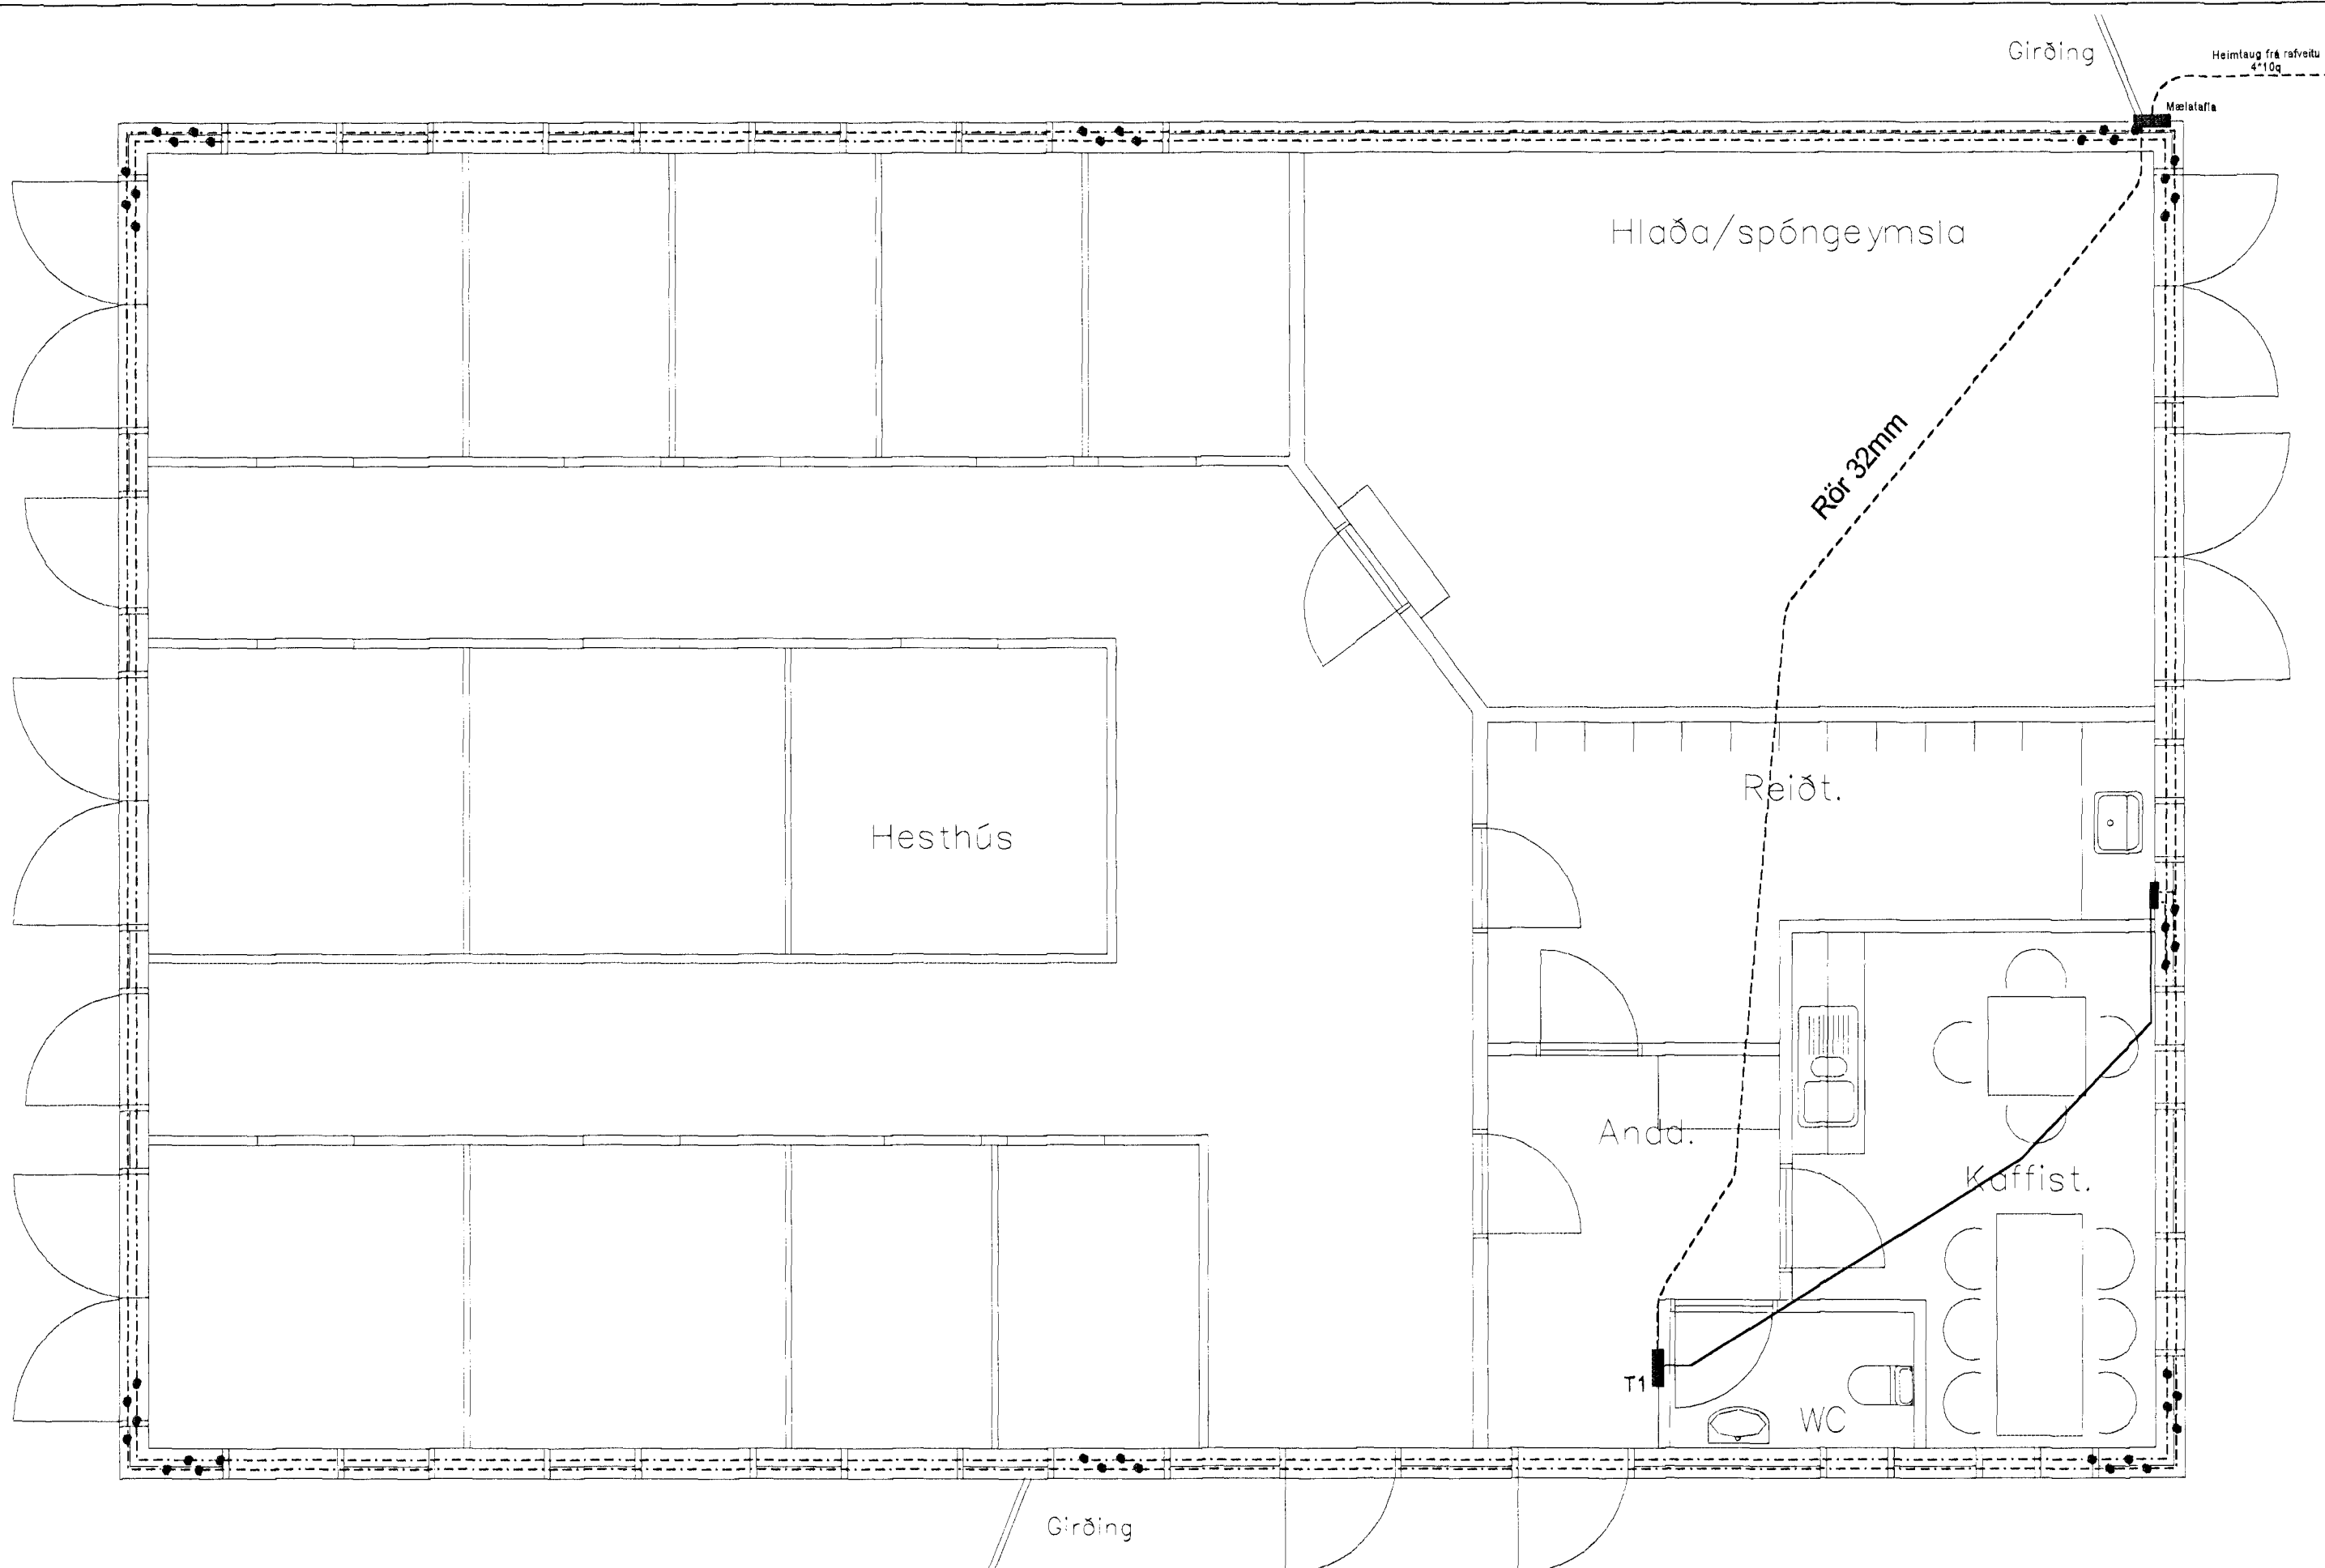 Girðing
Heimtaug frá rafveitu
4*10q
Mælatafla
Hlaða/spóngeymsla
Rör 32mm
Reiðt.
Hesthús
Andd.
Kaffist.
T1
WC
Girðing